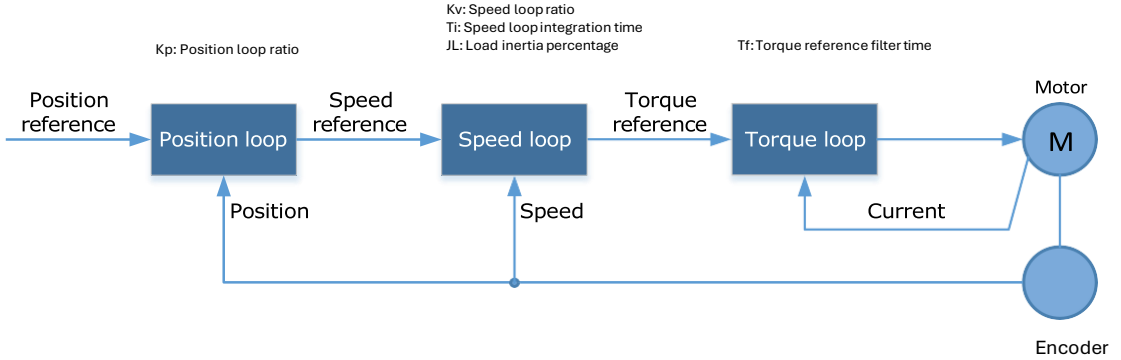 Kv: Speed loop ratio
Ti: Speed loop integration time
JL: Load inertia percentage
Kp: Position loop ratio
Tf: Torque reference filter time
Position
reference
Position loop
Speed
reference
Speed loop
Torque
reference
Torque loop
Motor
M
Position
Speed
Current
Encoder